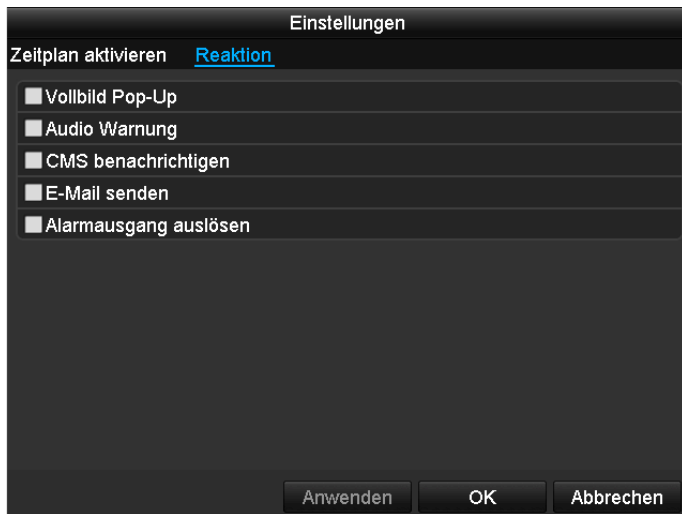 Einstellungen
Zeitplan aktivieren Reaktion
Vollbild Pop-Up
Audio Warnung
CMS benachrichtigen
E-Mail senden
Alarmausgang auslösen
Anwenden OK Abbrechen